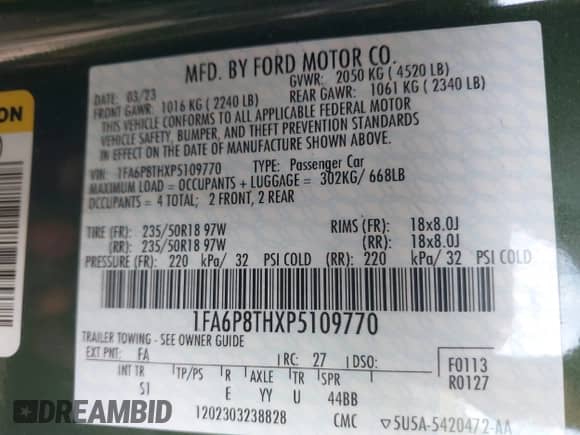 MFD. BY FORD MOTOR CO.
DATE: 03/23 GVWR: 2050 KG ( 4520 LB)
FRONT GAWR: 1016 KG ( 2240 LB) REAR GAWR: 1061 KG ( 2340 LB)
THIS VEHICLE CONFORMS TO ALL APPLICABLE FEDERAL MOTOR
VEHICLE SAFETY, BUMPER, AND THEFT PREVENTION STANDARDS
IN EFFECT ON THE DATE OF MANUFACTURE SHOWN ABOVE.
VIN: 1FA6P8THXP5109770 TYPE: Passenger Car
MAXIMUM LOAD = OCCUPANTS + LUGGAGE = 302KG/ 668LB
OCCUPANTS = 4 TOTAL; 2 FRONT, 2 REAR
TIRE (FR): 235/50R18 97W RIMS (FR): 18x8.0J
(RR): 235/50R18 97W (RR): 18x8.0J
PRESSURE (FR): 220 kPa/ 32 PSI COLD (RR): 220 kPa/ 32 PSI COLD
1FA6P8THXP5109770
TRAILER TOWING - SEE OWNER GUIDE
EXT PNT: FA RC: 27 DSO: F0113
INT TR TP/PS R AXLE TR SPR R0127
SI E YY U 44BB
1202303238828 CMC ▽5USA-5420472-AA
ON
DREAMBID